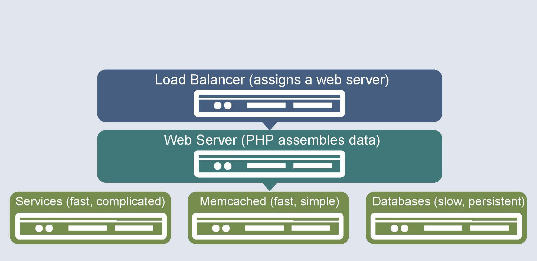 Load Balancer (assigns a web server)
Web Server (PHP assembles data)
Services (fast, complicated)
Memcached (fast, simple)
Databases (slow, persistent)